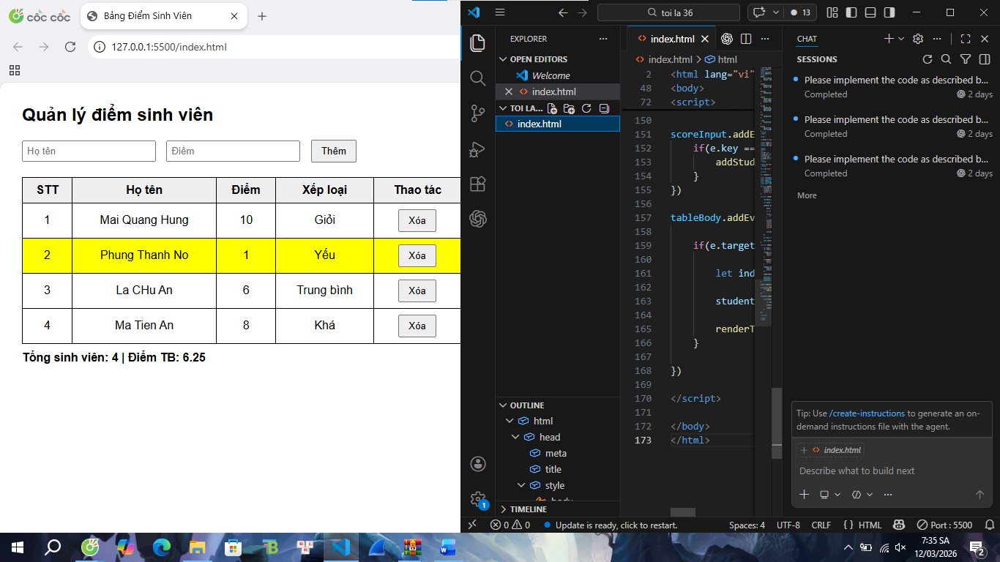 cốc cốc
Bảng Điểm Sinh Viên
127.0.0.1:5500/index.html
Quản lý điểm sinh viên
Họ tên
Điểm
Thêm
STT Họ tên Điểm Xếp loại Thao tác
1 Mai Quang Hung 10 Giỏi Xóa
2 Phung Thanh No 1 Yếu Xóa
3 La CHu An 6 Trung bình Xóa
4 Ma Tien An 8 Khá Xóa
Tổng sinh viên: 4 | Điểm TB: 6.25
toi la 36
13
EXPLORER
OPEN EDITORS
Welcome
index.html
TOI LA...
index.html
OUTLINE
html
head
meta
title
style
TIMELINE
index.html
index.html > html
2 <html lang="vi"
48 <body>
72 <script>
150
151 scoreInput.addE
152 if(e.key ==
153 addStud
154 }
155 })
156
157 tableBody.addEv
158
159 if(e.target
160
161 let ind
162
163 student
164
165 renderT
166 }
167
168 })
169
170 </script>
171
172 </body>
173 </html>
CHAT
SESSIONS
Please implement the code as described b...
Completed 2 days
Please implement the code as described b...
Completed 2 days
Please implement the code as described b...
Completed 2 days
More
Tip: Use /create-instructions to generate an on-
demand instructions file with the agent.
index.html
Describe what to build next
1
0 0
Update is ready, click to restart.
Spaces: 4
UTF-8
CRLF
{ } HTML
Port : 5500
7:35 SA
12/03/2026
2